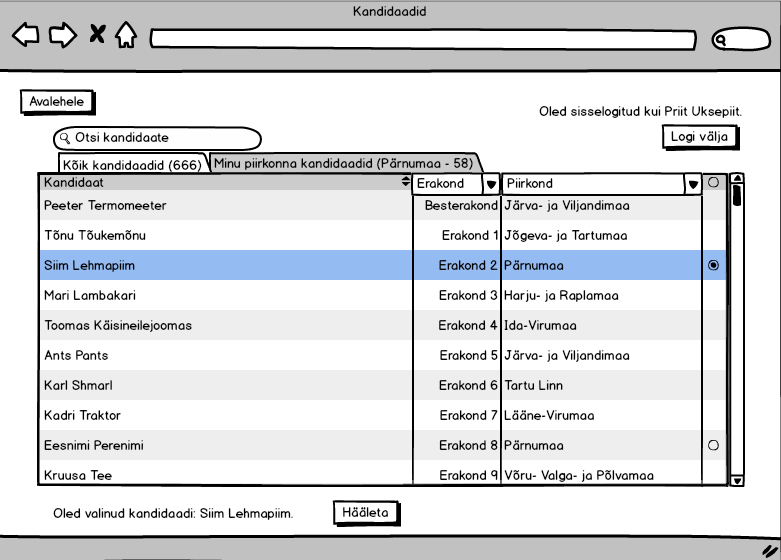 Kandidaadid
Avalehele
Oled sisselogitud kui Priit Uksepiit.
Otsi kandidaate
Logi välja
Kõik kandidaadid (666) Minu piirkonna kandidaadid (Pärnumaa - 58)
Kandidaat Erakond Piirkond
Peeter Termomeeter Besterakond Järva- ja Viljandimaa
Tõnu Tõukemõnu Erakond 1 Jõgeva- ja Tartumaa
Siim Lehmapiim Erakond 2 Pärnumaa
Mari Lambakari Erakond 3 Harju- ja Raplamaa
Toomas Käisineilejoomas Erakond 4 Ida-Virumaa
Ants Pants Erakond 5 Järva- ja Viljandimaa
Karl Shmarl Erakond 6 Tartu Linn
Kadri Traktor Erakond 7 Lääne-Virumaa
Eesnimi Perenimi Erakond 8 Pärnumaa
Kruusa Tee Erakond 9 Võru- Valga- ja Põlvamaa
Oled valinud kandidaadi: Siim Lehmapiim. Hääleta